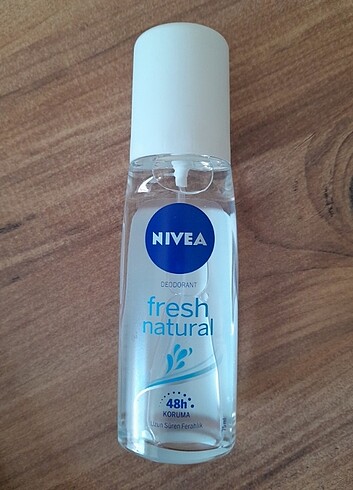 NIVEA
DEODORANT
fresh
natural
48h
KORUMA
Uzun Süren Ferahlık